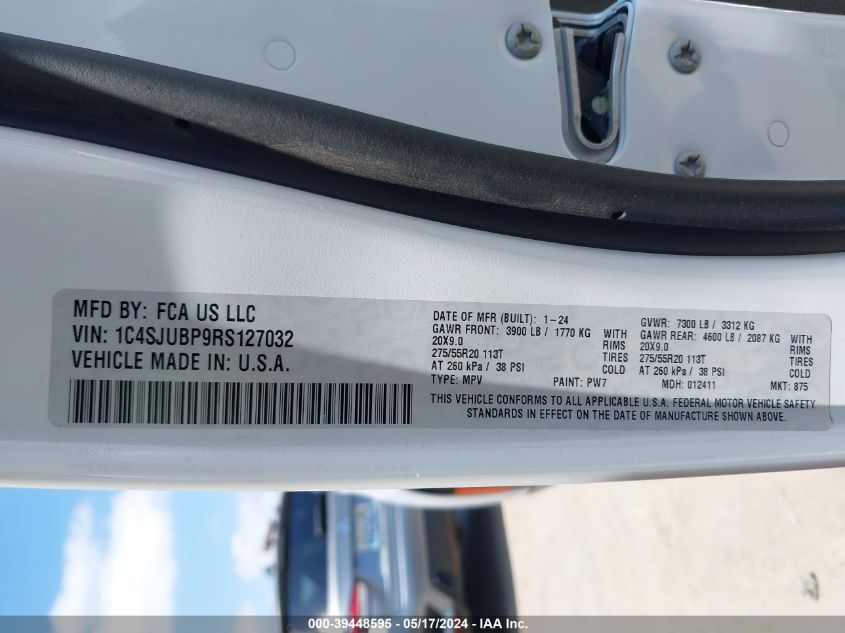 MFD BY: FCA US LLC
VIN: 1C4SJUBP9RS127032
VEHICLE MADE IN: U.S.A.
DATE OF MFR (BUILT): 1-24
GAWR FRONT: 3900 LB / 1770 KG WITH
20X9.0 RIMS
275/55R20 113T TIRES
AT 260 kPa / 38 PSI COLD
TYPE: MPV PAINT: PW7
GVWR: 7300 LB / 3312 KG
GAWR REAR: 4600 LB / 2087 KG WITH
20X9.0 RIMS
275/55R20 113T TIRES
AT 260 kPa / 38 PSI COLD
MDH: 012411 MKT: 875
THIS VEHICLE CONFORMS TO ALL APPLICABLE U.S.A. FEDERAL MOTOR VEHICLE SAFETY
STANDARDS IN EFFECT ON THE DATE OF MANUFACTURE SHOWN ABOVE.
000-39448595 - 05/17/2024 - IAAI, Inc.